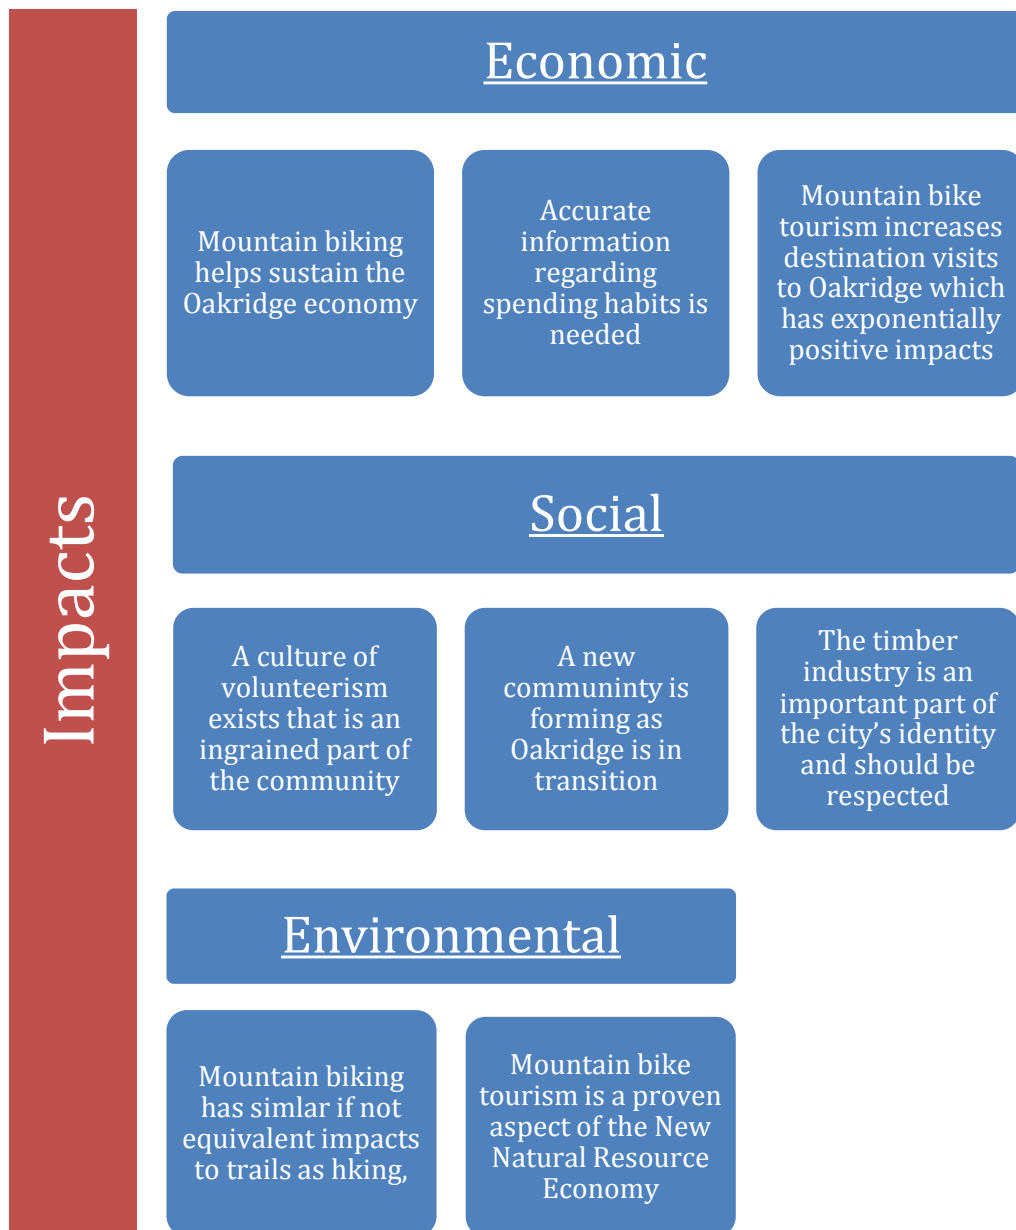 Impacts
Economic
Mountain biking
helps sustain the
Oakridge economy
Accurate
information
regarding
spending habits is
needed
Mountain bike
tourism increases
destination visits
to Oakridge which
has exponentially
positive impacts
Social
A culture of
volunteerism
exists that is an
ingrained part of
the community
A new
communinty is
forming as
Oakridge is in
transition
The timber
industry is an
important part of
the city’s identity
and should be
respected
Environmental
Mountain biking
has simlar if not
equivalent impacts
to trails as hking,
Mountain bike
tourism is a proven
aspect of the New
Natural Resource
Economy